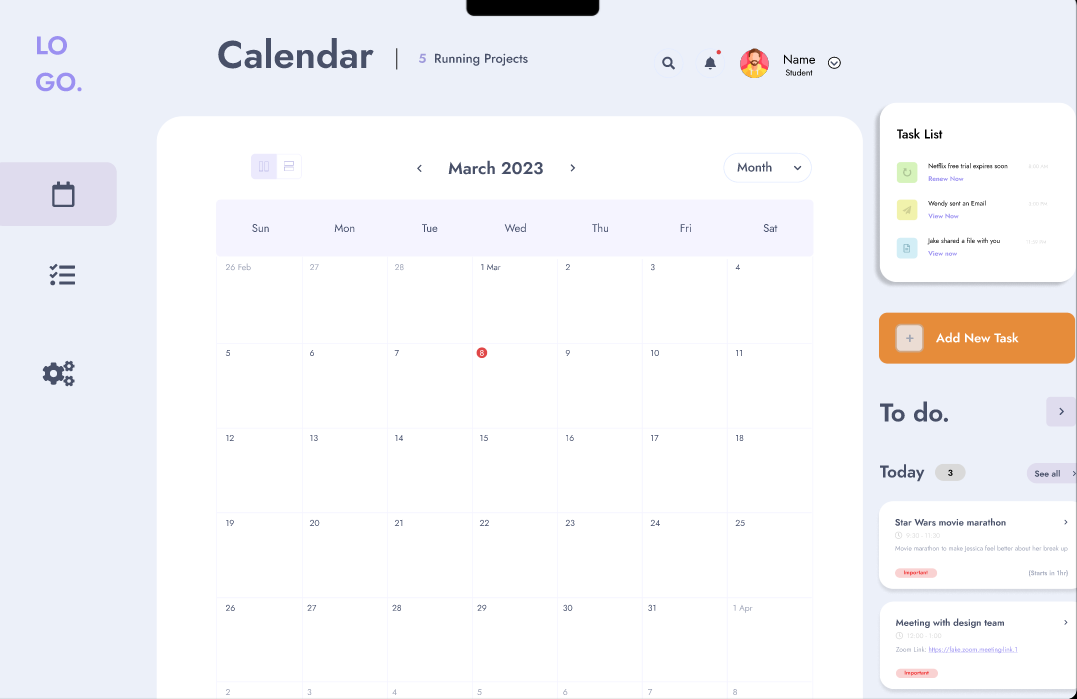 LO
GO.
Calendar
5 Running Projects
Name
Student
March 2023
Month
Sun Mon Tue Wed Thu Fri Sat
26 Feb 27 28 1 Mar 2 3 4
5 6 7 8 9 10 11
12 13 14 15 16 17 18
19 20 21 22 23 24 25
26 27 28 29 30 31 1 Apr
2 3 4 5 6 7 8
Task List
Netflix free trial expires soon
Renew Now
Wendy sent an Email
View Now
Jake shared a file with you
View now
+ Add New Task
To do.
Today 3 See all
Star Wars movie marathon
9:30 - 11:30
Movie marathon to make Jessica feel better about her break up
Important (Starts in 1hr)
Meeting with design team
12:00 - 1:00
Zoom Link: https://fake.zoom.meeting-link.1
Important